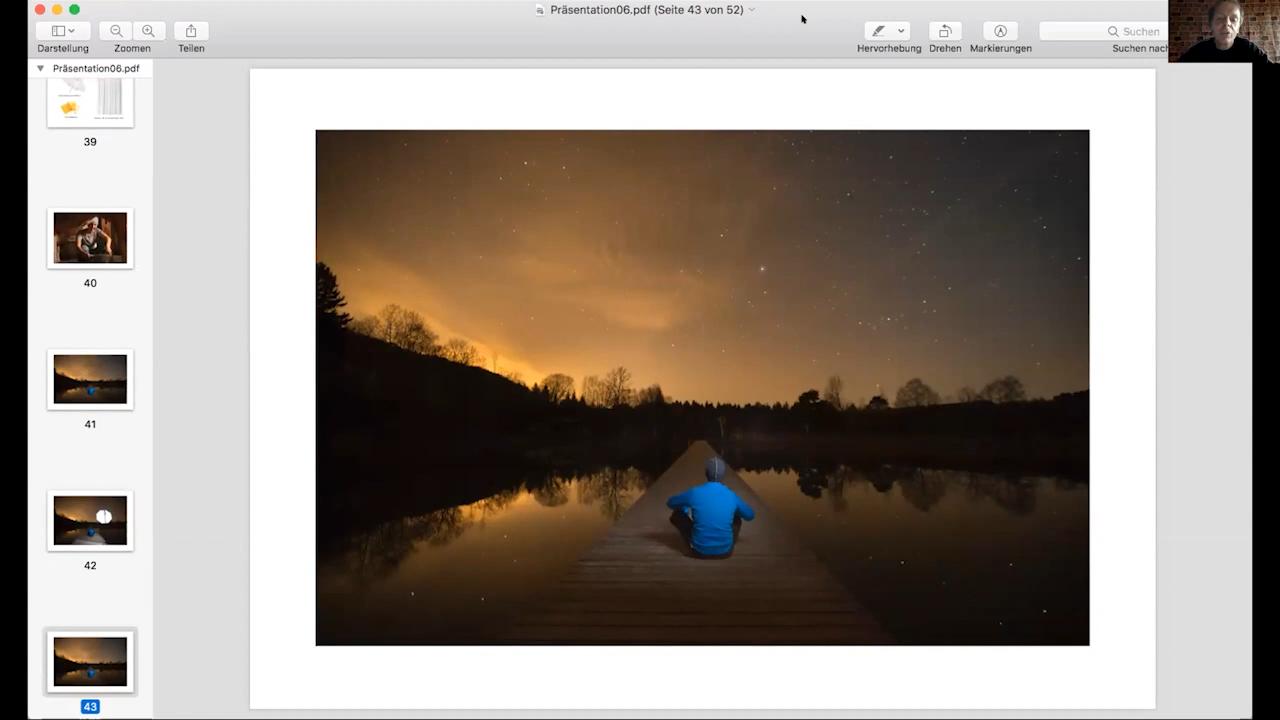 Präsentation06.pdf (Seite 43 von 52)
Suchen
Darstellung
Zoomen
Teilen
Hervorhebung
Drehen
Markierungen
Suchen nach
Präsentation06.pdf
39
40
41
42
43